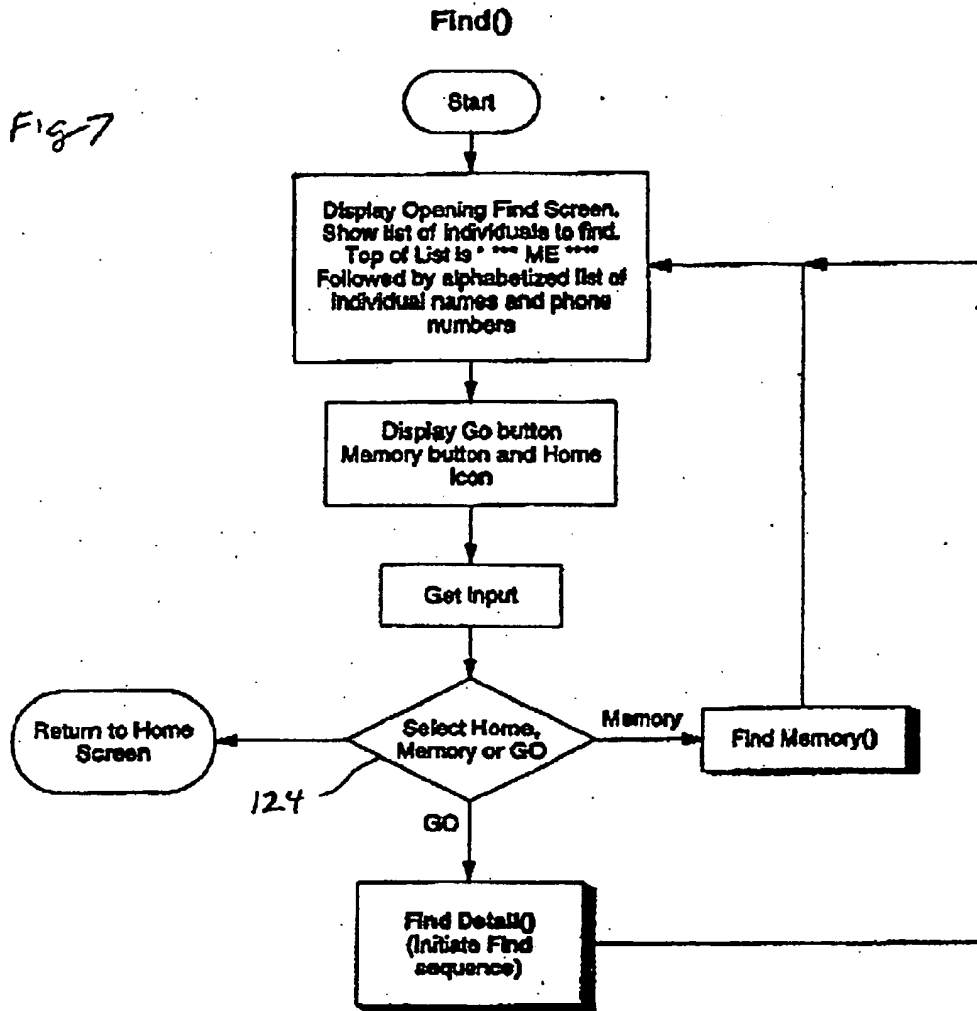 Find()
Fig-7
Start
Display Opening Find Screen.
Show list of individuals to find.
Top of List is * *** ME ****
Followed by alphabetized list of
individual names and phone
numbers
Display Go button
Memory button and Home
Icon
Get Input
Select Home,
Memory or GO
Return to Home
Screen
Memory
Find Memory()
124
GO
Find Detail()
(Initiate Find
sequence)